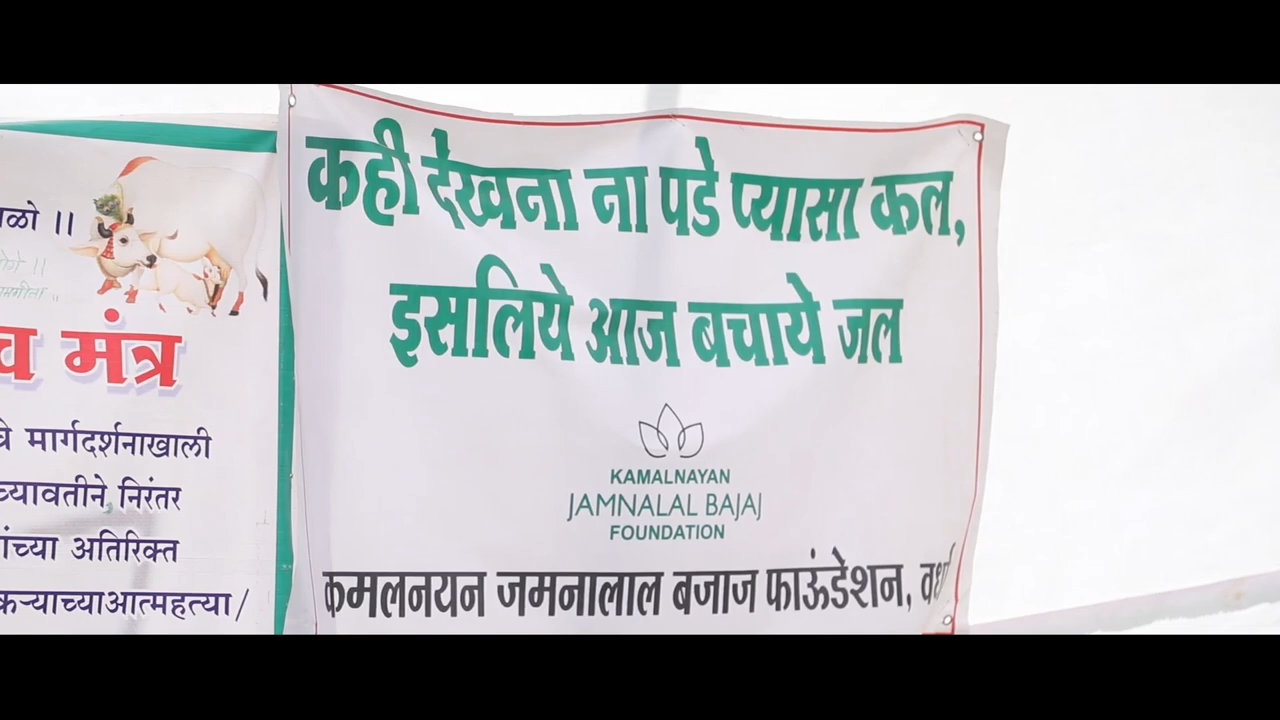 ळो ।।
मंत्र
मार्गदर्शनाखाली
च्यावतीने निरंतर
ांच्या अतिरिक्त
कऱ्याच्याआत्महत्या/
कही देखना ना पडे प्यासा कल,
इसलिये आज बचाये जल
KAMALNAYAN
JAMNALAL BAJAJ
FOUNDATION
कमलनयन जमनालाल बजाज फाऊंडेशन, वर्धा